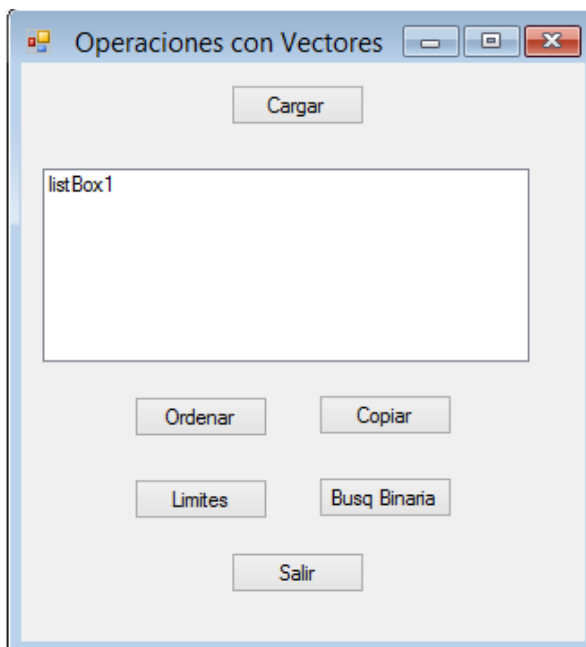 Operaciones con Vectores
Cargar
listBox1
Ordenar
Copiar
Limites
Busq Binaria
Salir